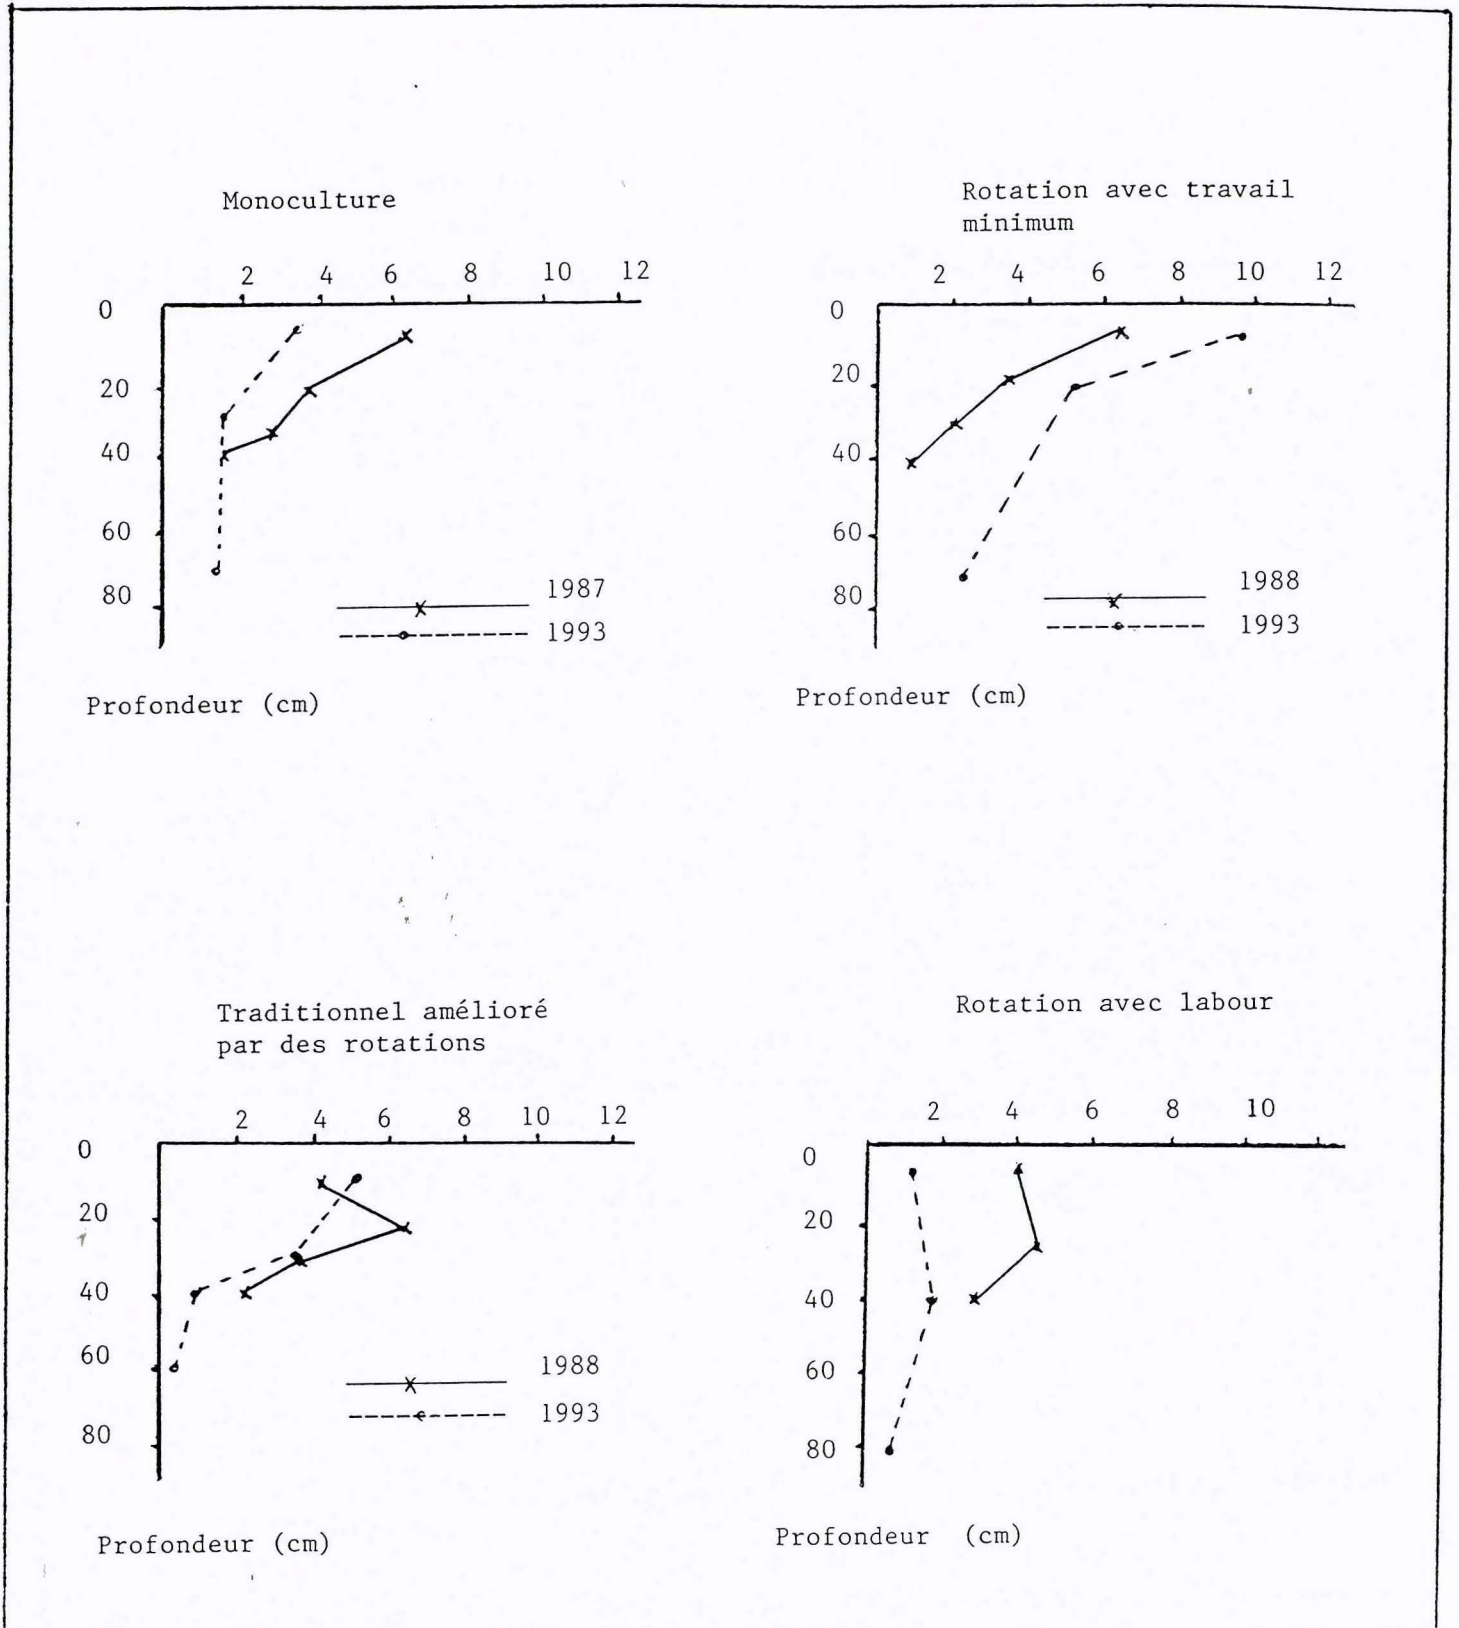 Monoculture
2 4 6 8 10 12
0
20
40
60
80
1987
1993
Profondeur (cm)
Rotation avec travail
minimum
2 4 6 8 10 12
0
20
40
60
80
1988
1993
Profondeur (cm)
Traditionnel amélioré
par des rotations
2 4 6 8 10 12
0
20
40
60
80
1988
1993
Profondeur (cm)
Rotation avec labour
2 4 6 8 10
0
20
40
60
80
Profondeur (cm)